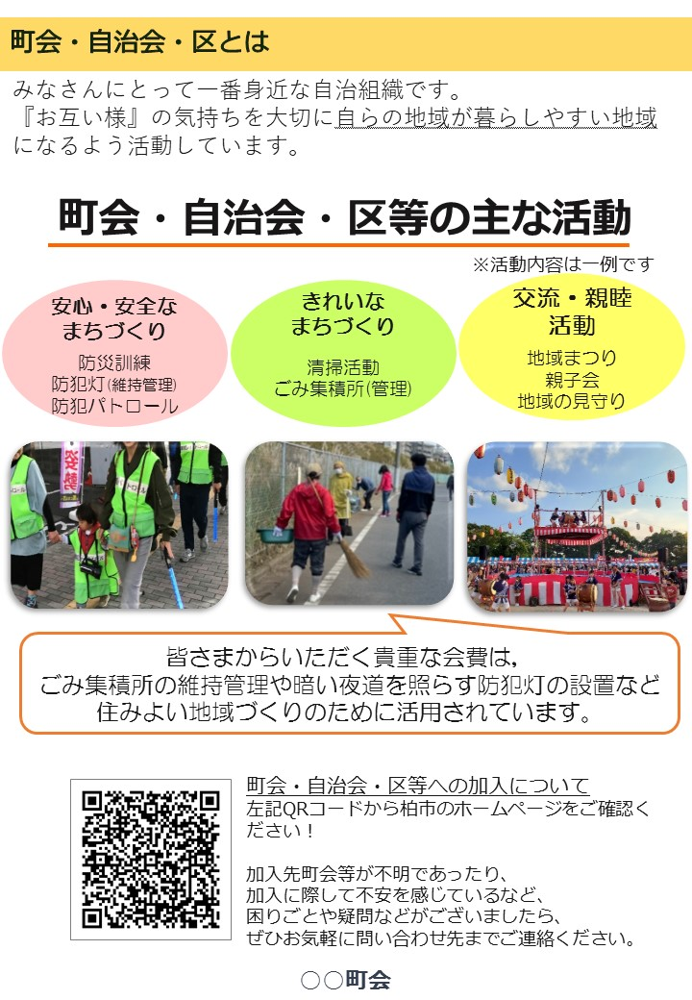 町会・自治会・区とは
みなさんにとって一番身近な自治組織です。
『お互い様』の気持ちを大切に自らの地域が暮らしやすい地域
になるよう活動しています。
町会・自治会・区等の主な活動
※活動内容は一例です
安心・安全な
まちづくり
防災訓練
防犯灯(維持管理)
防犯パトロール
きれいな
まちづくり
清掃活動
ごみ集積所(管理)
交流・親睦
活動
地域まつり
親子会
地域の見守り
姿勢
皆さまからいただく貴重な会費は,
ごみ集積所の維持管理や暗い夜道を照らす防犯灯の設置など
住みよい地域づくりのために活用されています。
町会・自治会・区等への加入について
左記QRコードから柏市のホームページをご確認く
ださい！
加入先町会等が不明であったり、
加入に際して不安を感じているなど、
困りごとや疑問などがございましたら、
ぜひお気軽に問い合わせ先までご連絡ください。
○○町会